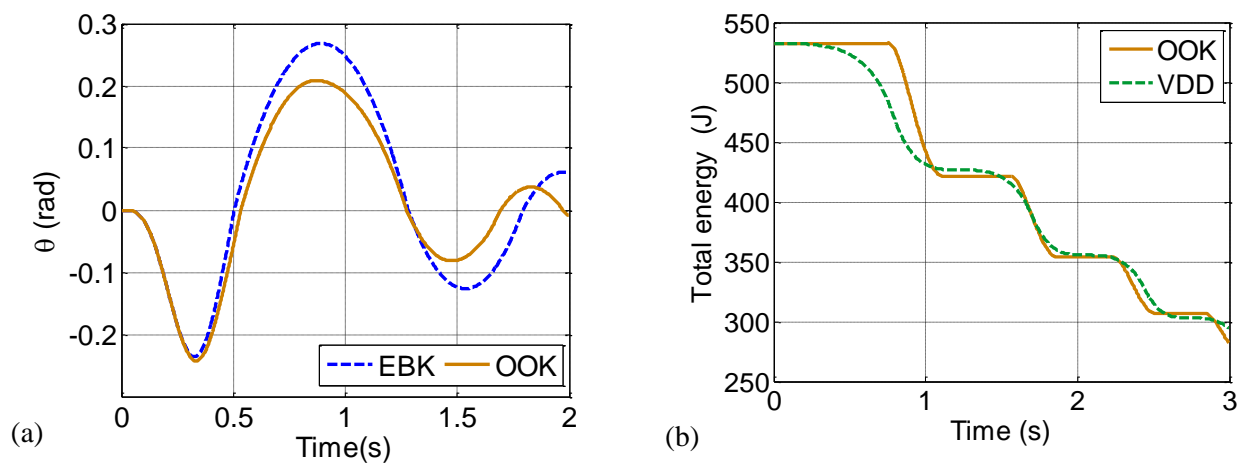 0.3
0.2
0.1
0
-0.1
-0.2
θ (rad)
0 0.5 1 1.5 2
Time(s)
EBK OOK
(a)
550
500
450
400
350
300
250
Total energy (J)
0 1 2 3
Time (s)
OOK
VDD
(b)